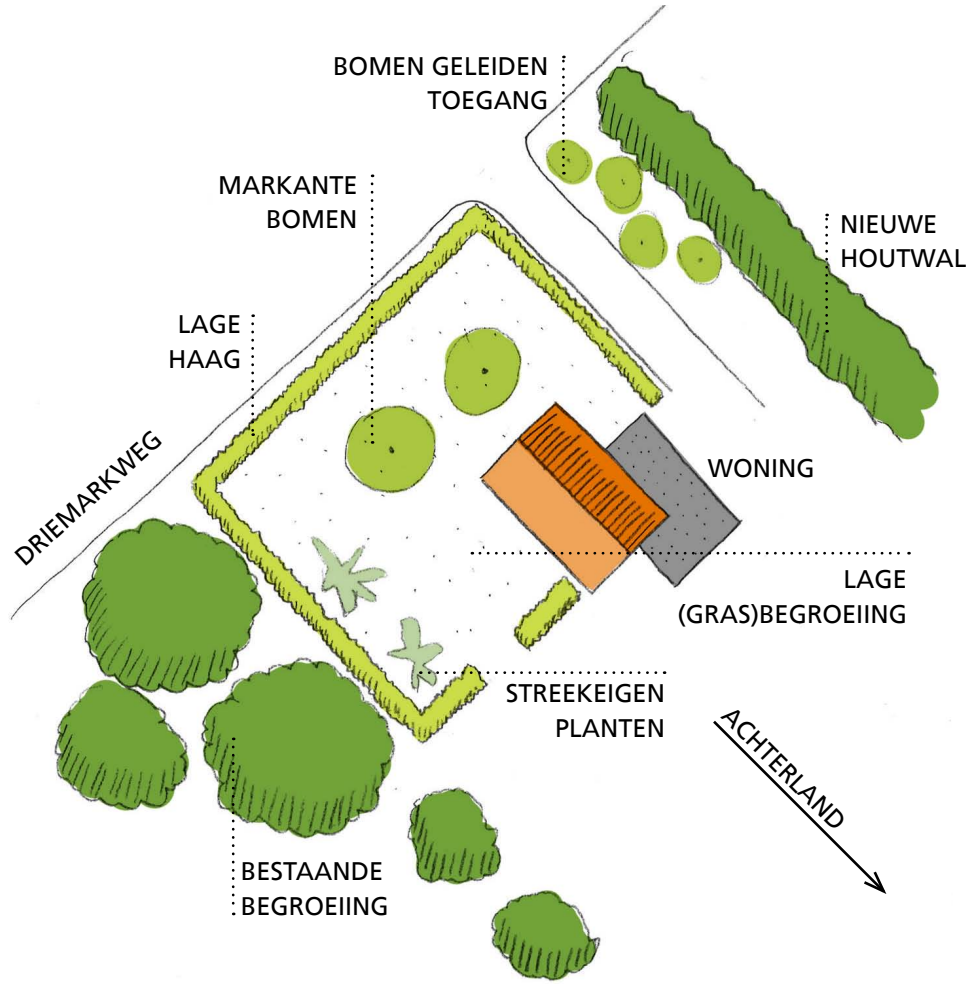 BOMEN GELEIDEN
TOEGANG
MARKANTE
BOMEN
NIEUWE
HOUTWAL
LAGE
HAAG
DRIEMARKWEG
WONING
LAGE
(GRAS)BEGROEIING
STREEKEIGEN
PLANTEN
ACHTERLAND
BESTAANDE
BEGROEIING